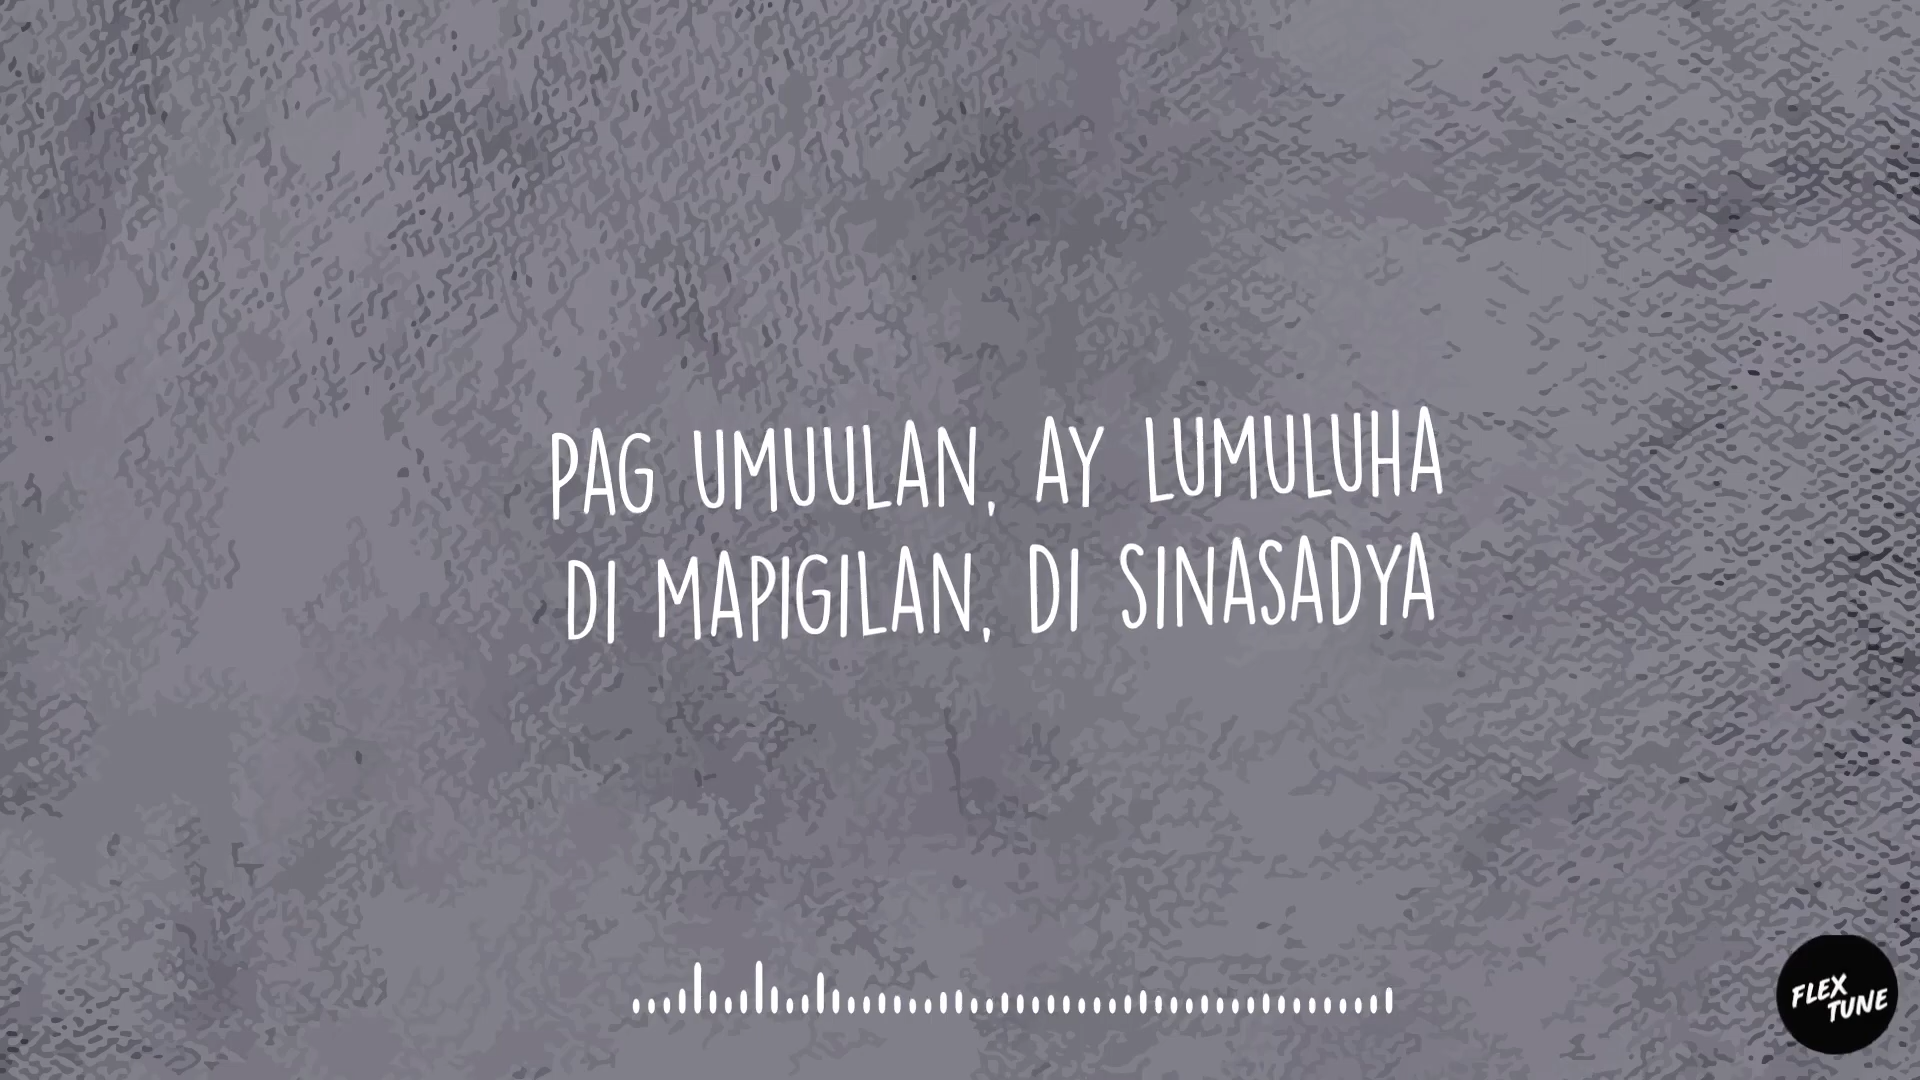 PAG UMUULAN, AY LUMULUHA
DI MAPIGILAN, DI SINASADYA
FLEX
TUNE